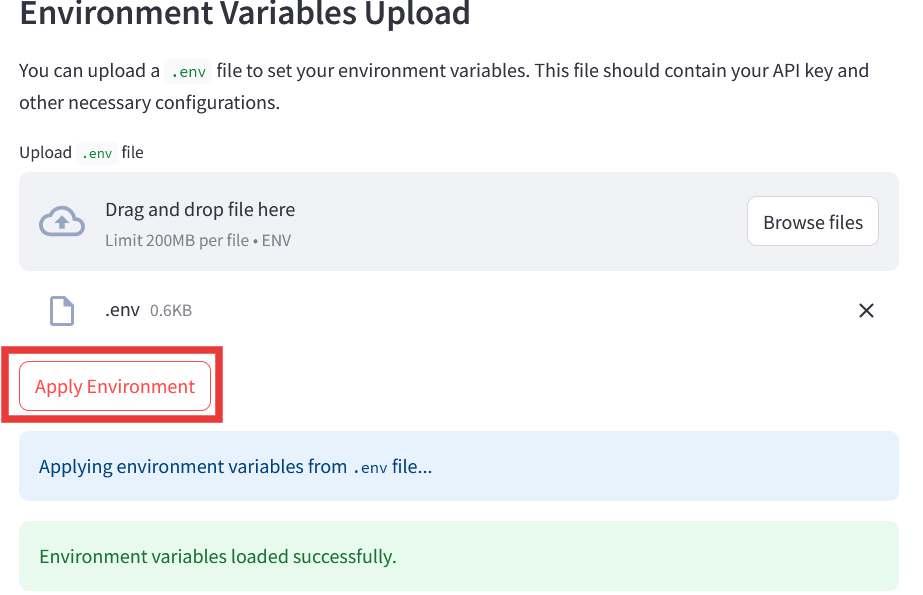 Environment Variables Upload
You can upload a .env file to set your environment variables. This file should contain your API key and
other necessary configurations.
Upload .env file
Drag and drop file here
Limit 200MB per file • ENV
Browse files
.env 0.6KB
Apply Environment
Applying environment variables from .env file...
Environment variables loaded successfully.